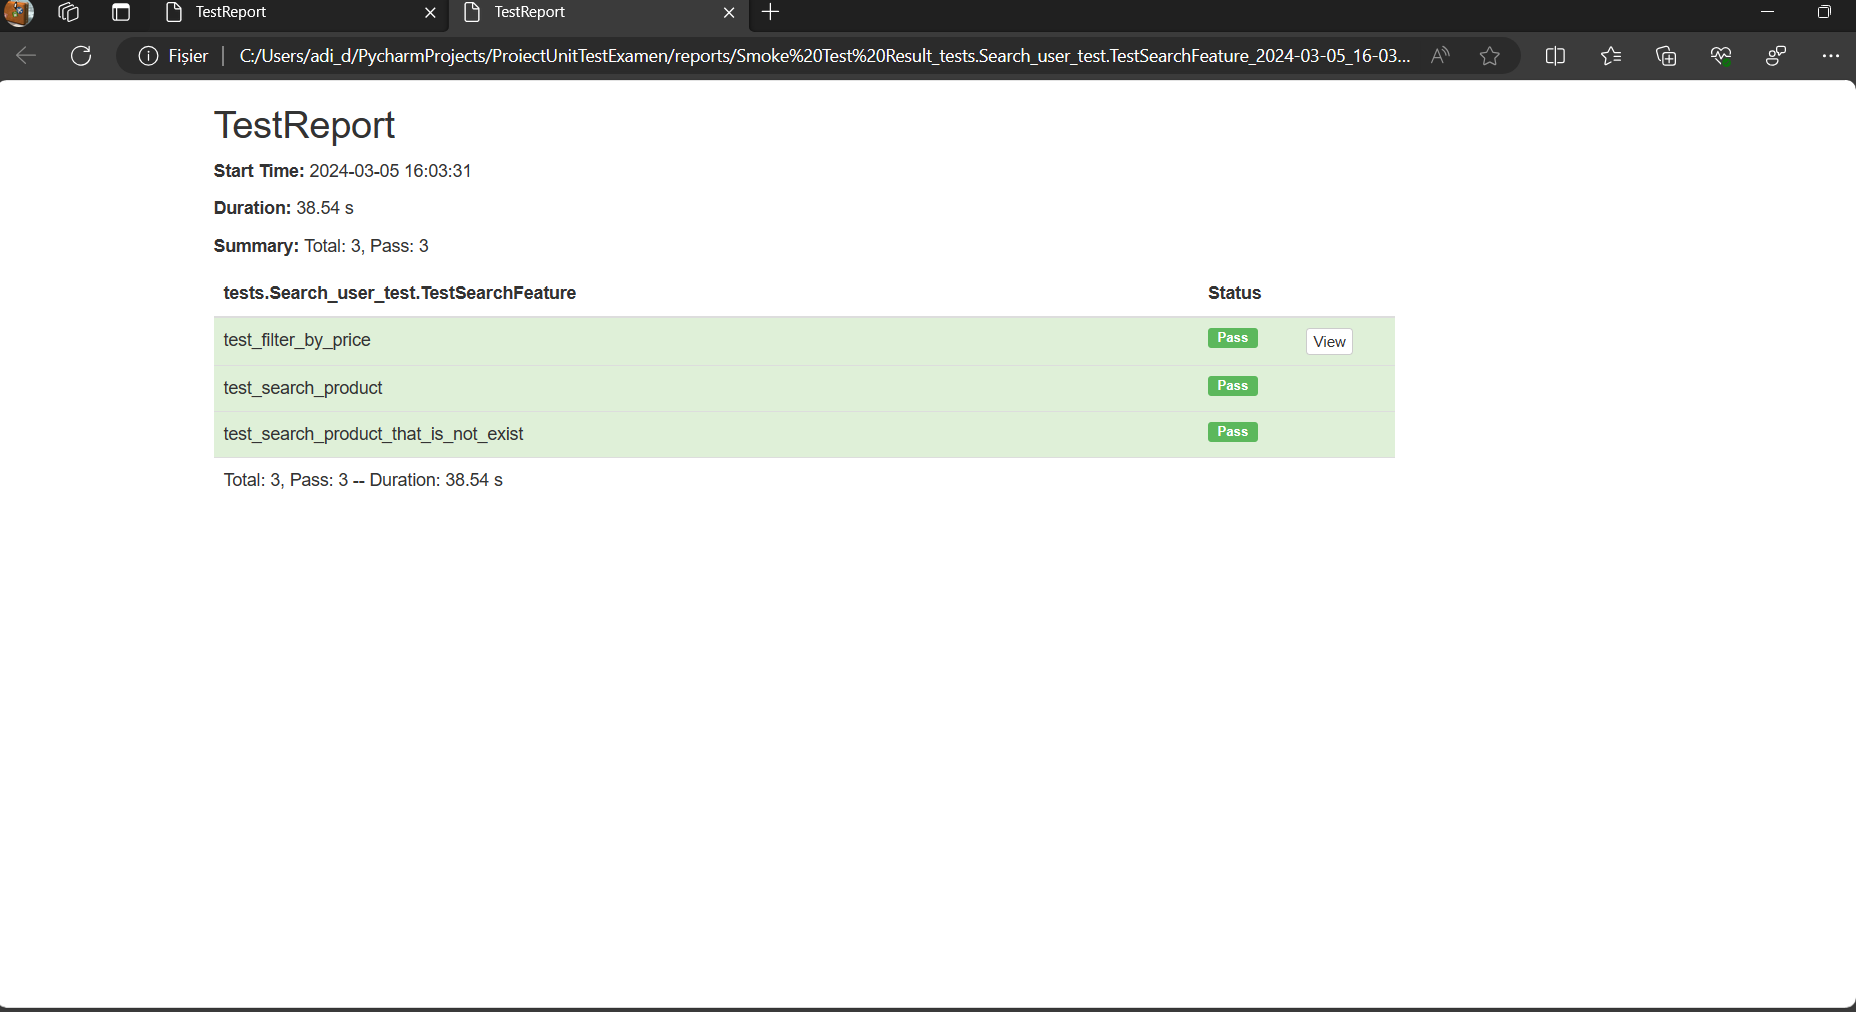 TestReport
TestReport
Fișier
C:/Users/adi_d/PycharmProjects/ProiectUnitTestExamen/reports/Smoke%20Test%20Result_tests.Search_user_test.TestSearchFeature_2024-03-05_16-03...
TestReport
Start Time: 2024-03-05 16:03:31
Duration: 38.54 s
Summary: Total: 3, Pass: 3
tests.Search_user_test.TestSearchFeature Status
test_filter_by_price Pass View
test_search_product Pass
test_search_product_that_is_not_exist Pass
Total: 3, Pass: 3 -- Duration: 38.54 s